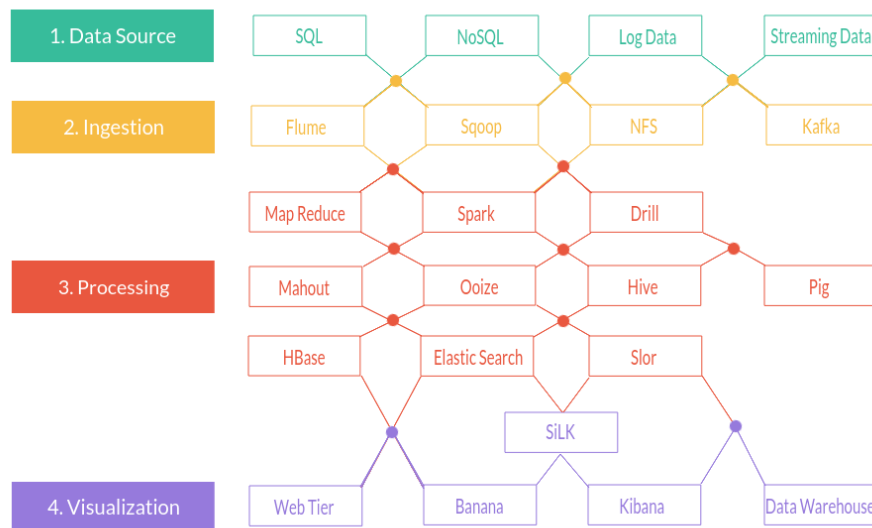 1. Data Source
SQL
NoSQL
Log Data
Streaming Data
2. Ingestion
Flume
Sqoop
NFS
Kafka
Map Reduce
Spark
Drill
3. Processing
Mahout
Ooize
Hive
Pig
HBase
Elastic Search
Slor
SiLK
4. Visualization
Web Tier
Banana
Kibana
Data Warehouse